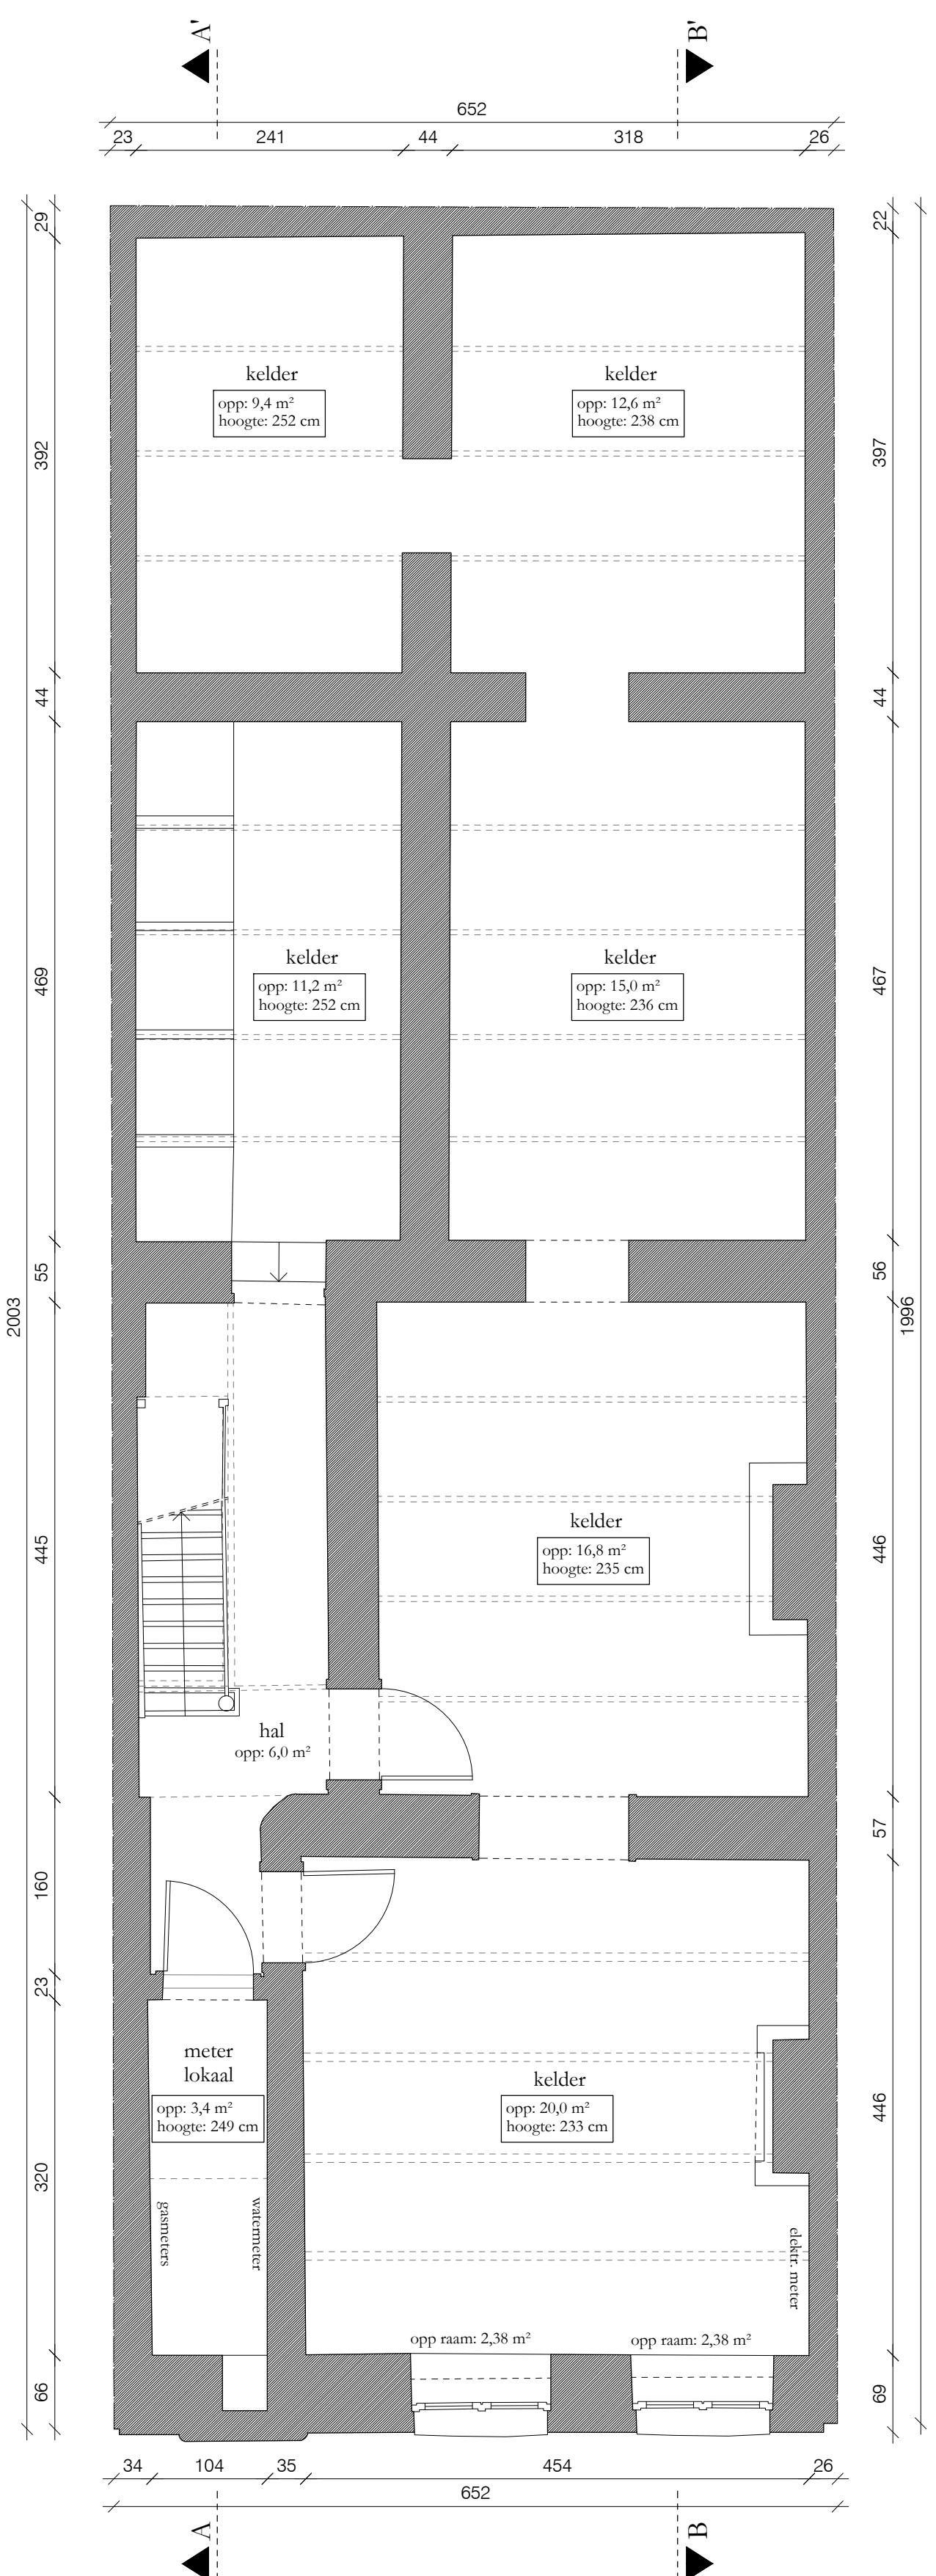 A'
B'
652
23
241
44
318
26
29
22
kelder
opp: 9,4 m²
hoogte: 252 cm
kelder
opp: 12,6 m²
hoogte: 238 cm
392
397
44
44
kelder
opp: 11,2 m²
hoogte: 252 cm
kelder
opp: 15,0 m²
hoogte: 236 cm
469
467
55
56
2003
1996
kelder
opp: 16,8 m²
hoogte: 235 cm
445
446
hal
opp: 6,0 m²
57
160
23
meter
lokaal
opp: 3,4 m²
hoogte: 249 cm
kelder
opp: 20,0 m²
hoogte: 233 cm
446
320
gasmeters
watermeter
elektr. meter
opp raam: 2,38 m²
opp raam: 2,38 m²
66
69
34
104
35
454
26
652
A
B